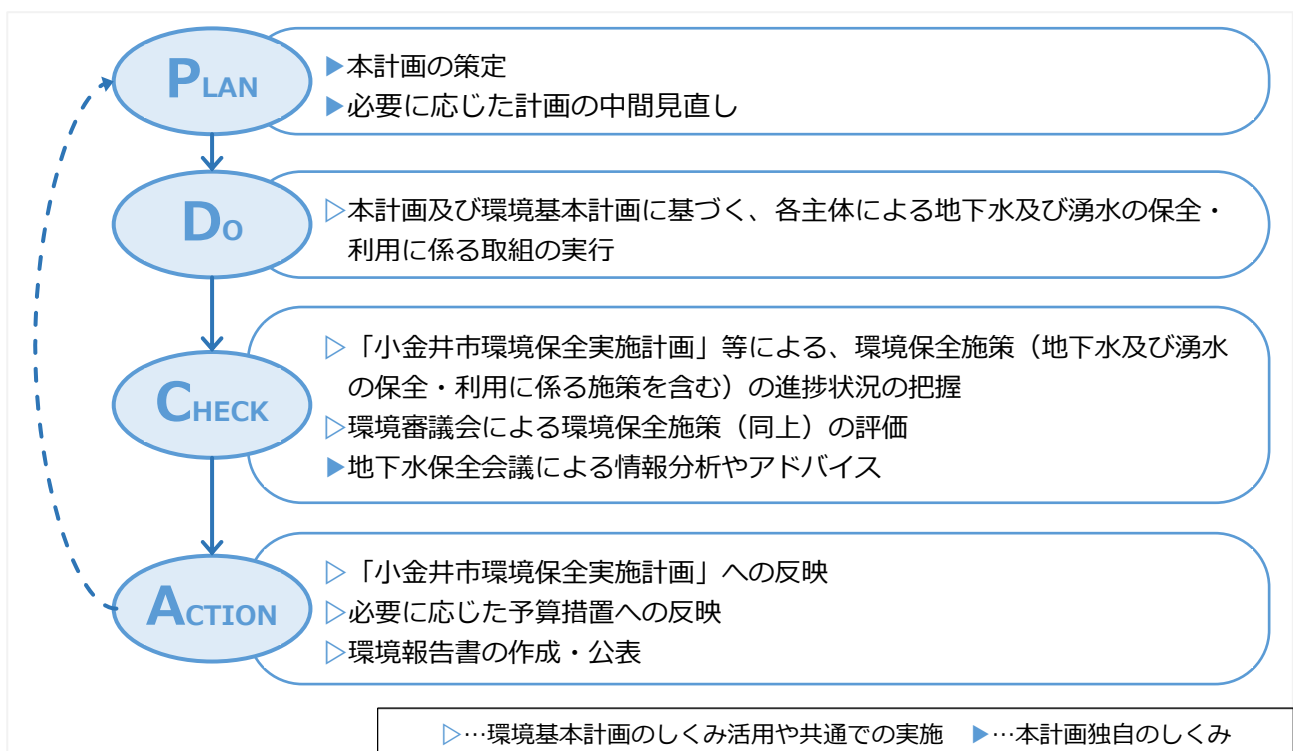 PLAN
▶本計画の策定
▶必要に応じた計画の中間見直し
DO
▷本計画及び環境基本計画に基づく、各主体による地下水及び湧水の保全・
利用に係る取組の実行
CHECK
▷「小金井市環境保全実施計画」等による、環境保全施策（地下水及び湧水
の保全・利用に係る施策を含む）の進捗状況の把握
▷環境審議会による環境保全施策（同上）の評価
▶地下水保全会議による情報分析やアドバイス
ACTION
▷「小金井市環境保全実施計画」への反映
▷必要に応じた予算措置への反映
▷環境報告書の作成・公表
▷…環境基本計画のしくみ活用や共通での実施　▶…本計画独自のしくみ